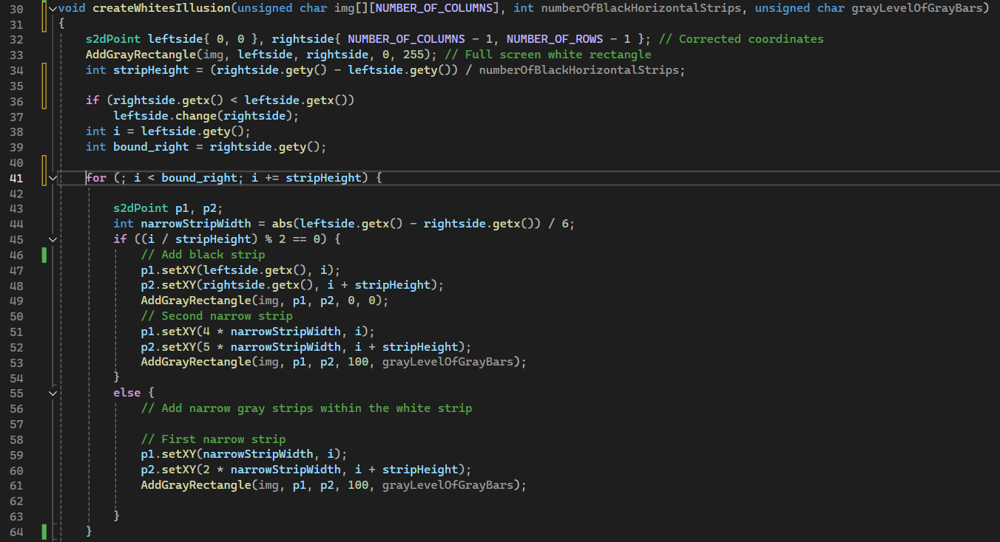 30 void createWhitesIllusion(unsigned char img[][NUMBER_OF_COLUMNS], int numberOfBlackHorizontalStrips, unsigned char grayLevelOfGrayBars)
31 {
32 s2dPoint leftside{ 0, 0 }, rightside{ NUMBER_OF_COLUMNS - 1, NUMBER_OF_ROWS - 1 }; // Corrected coordinates
33 AddGrayRectangle(img, leftside, rightside, 0, 255); // Full screen white rectangle
34 int stripHeight = (rightside.gety() - leftside.gety()) / numberOfBlackHorizontalStrips;
35
36 if (rightside.getx() < leftside.getx())
37 leftside.change(rightside);
38 int i = leftside.gety();
39 int bound_right = rightside.gety();
40
41 for (; i < bound_right; i += stripHeight) {
42
43 s2dPoint p1, p2;
44 int narrowStripWidth = abs(leftside.getx() - rightside.getx()) / 6;
45 if ((i / stripHeight) % 2 == 0) {
46 // Add black strip
47 p1.setXY(leftside.getx(), i);
48 p2.setXY(rightside.getx(), i + stripHeight);
49 AddGrayRectangle(img, p1, p2, 0, 0);
50 // Second narrow strip
51 p1.setXY(4 * narrowStripWidth, i);
52 p2.setXY(5 * narrowStripWidth, i + stripHeight);
53 AddGrayRectangle(img, p1, p2, 100, grayLevelOfGrayBars);
54 }
55 else {
56 // Add narrow gray strips within the white strip
57
58 // First narrow strip
59 p1.setXY(narrowStripWidth, i);
60 p2.setXY(2 * narrowStripWidth, i + stripHeight);
61 AddGrayRectangle(img, p1, p2, 100, grayLevelOfGrayBars);
62
63 }
64 }